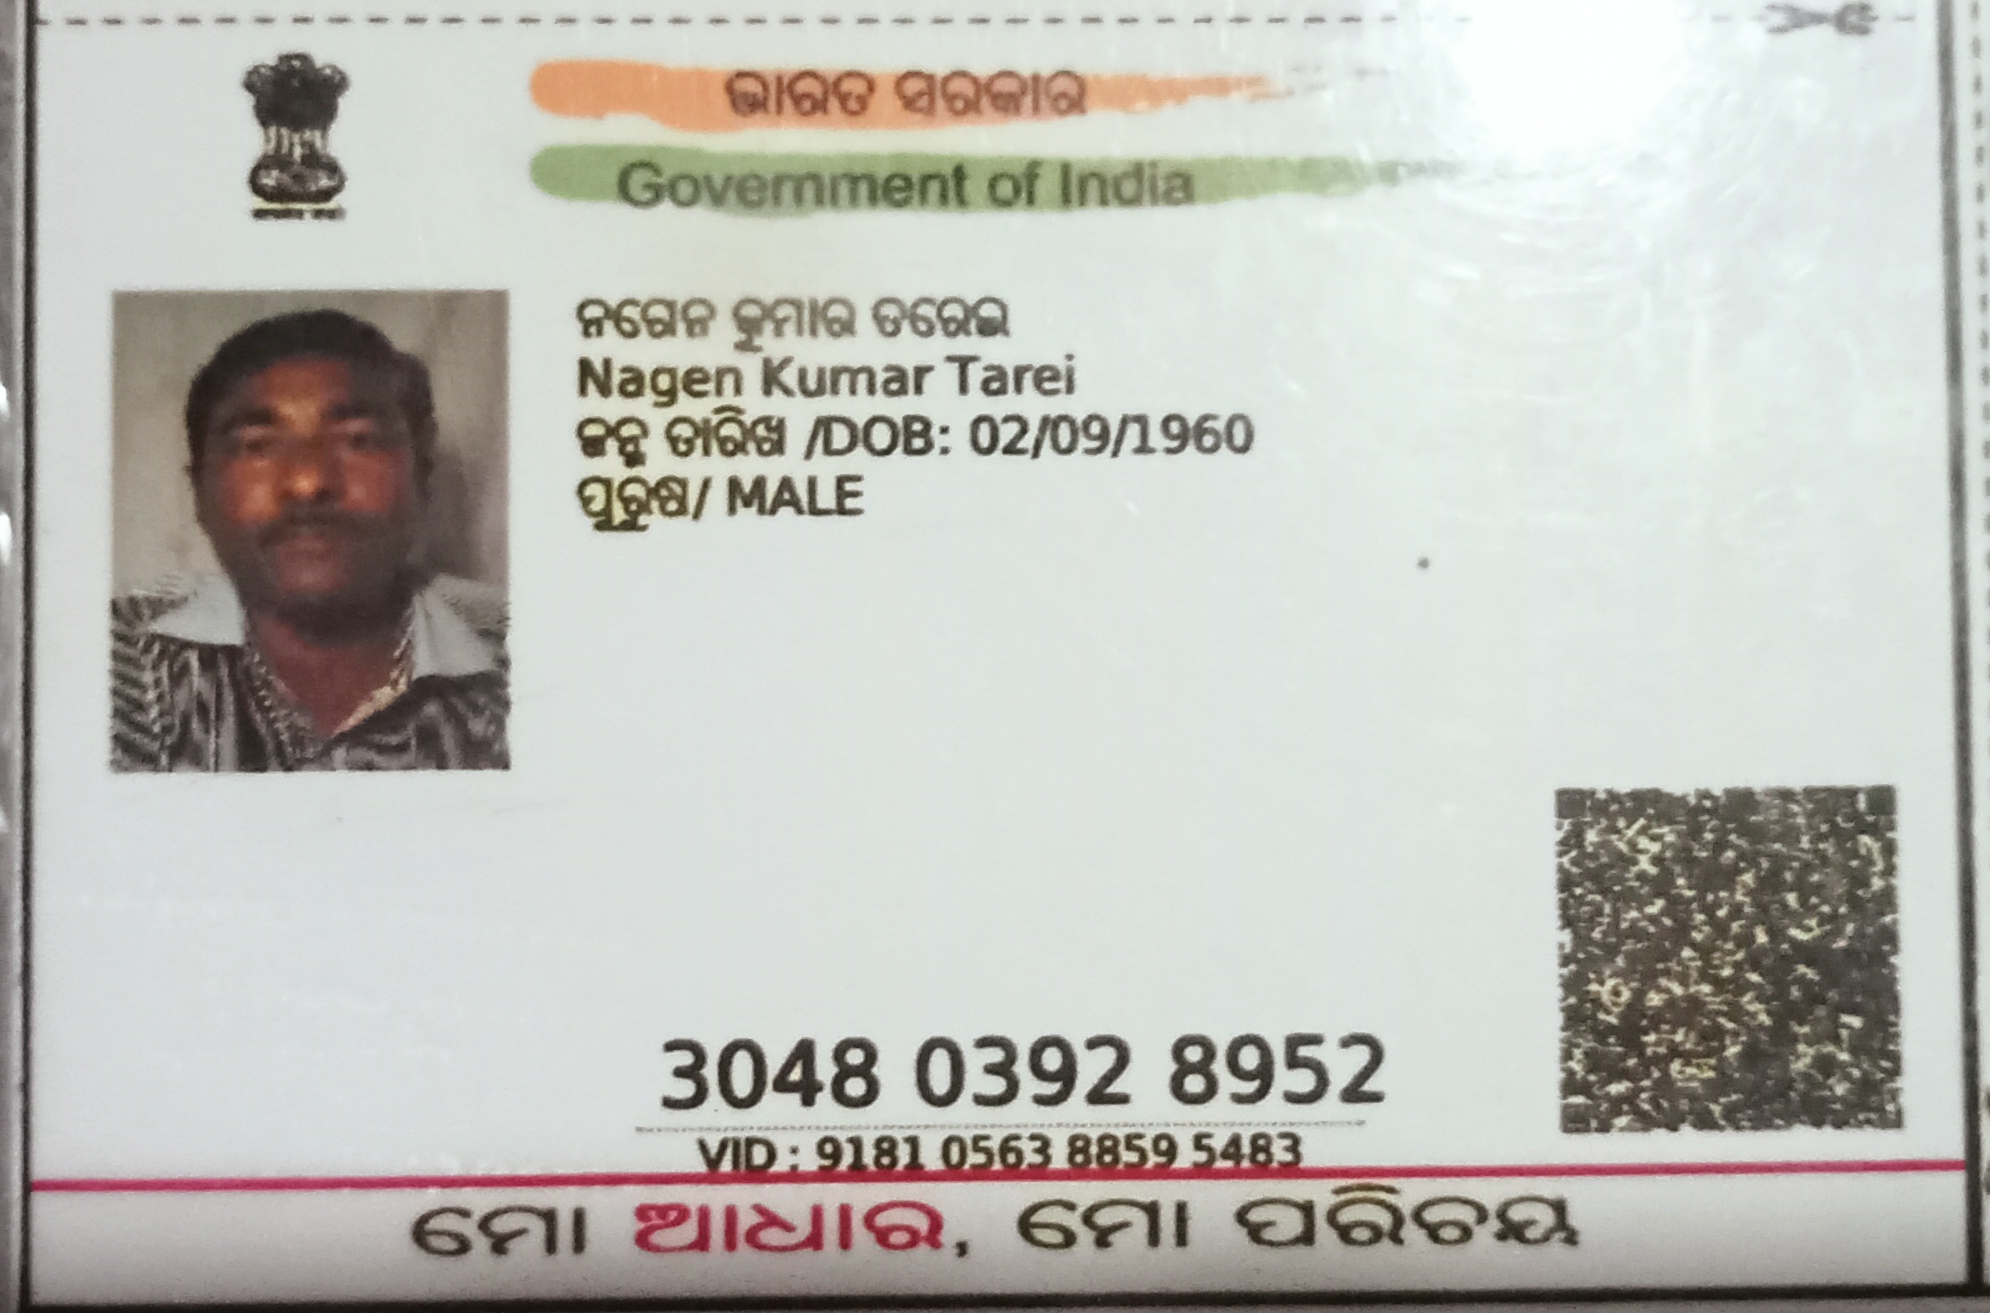 ଭାରତ ସରକାର
Government of India
ନଗେନ କୁମାର ତରେଇ
Nagen Kumar Tarei
ଜନ୍ମ ତାରିଖ /DOB: 02/09/1960
ପୁରୁଷ/ MALE
3048 0392 8952
VID : 9181 0563 8859 5483
ମୋ ଆଧାର, ମୋ ପରିଚୟ